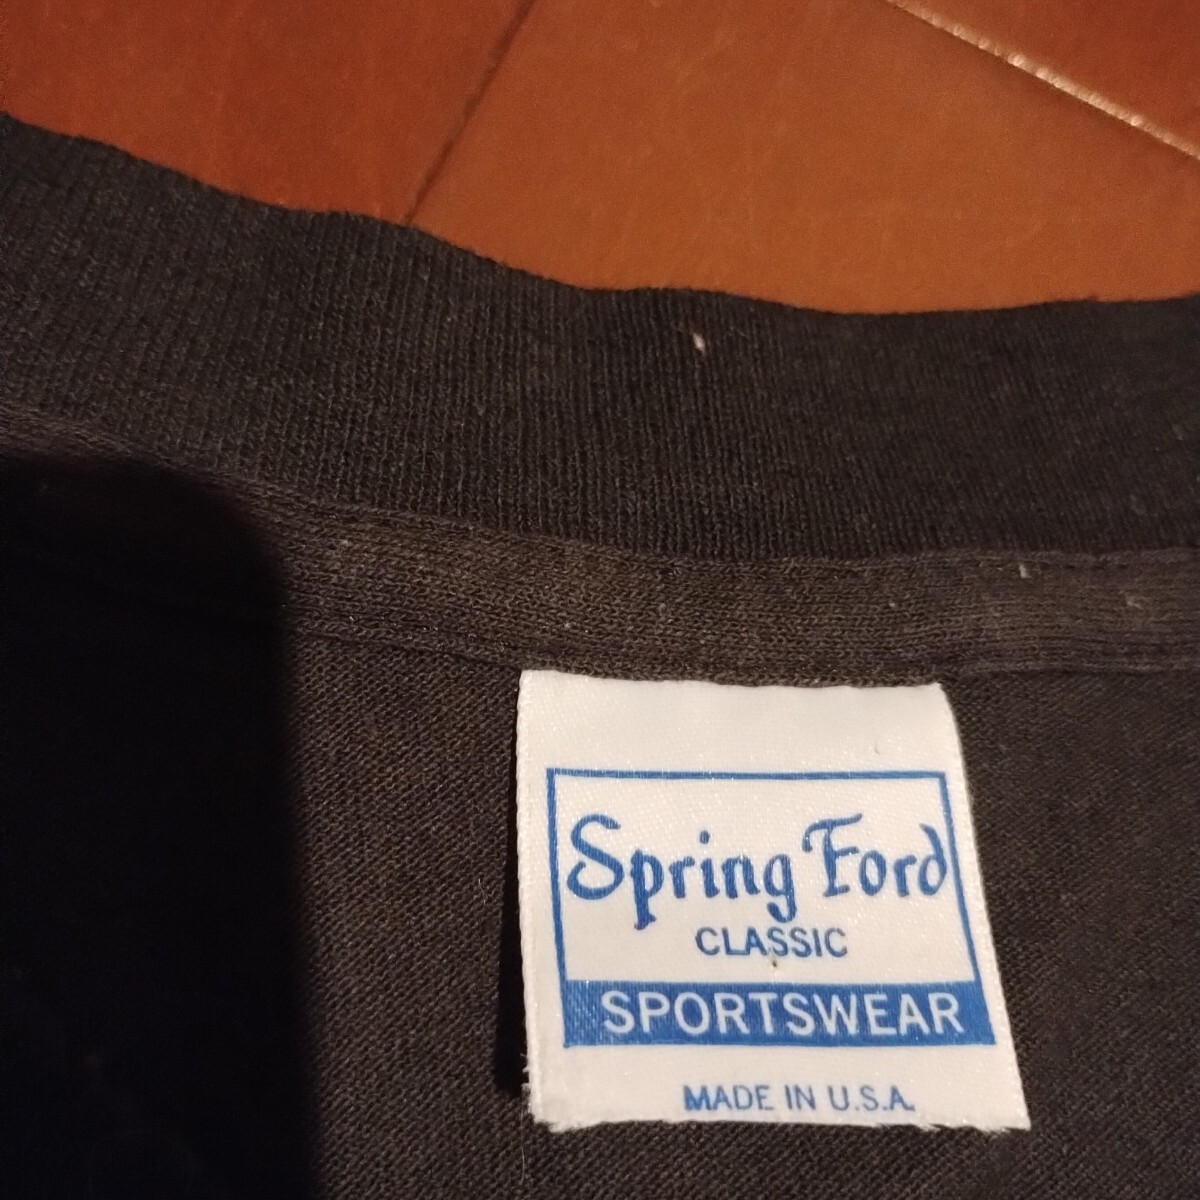 Spring Ford
CLASSIC
SPORTSWEAR
MADE IN U.S.A.